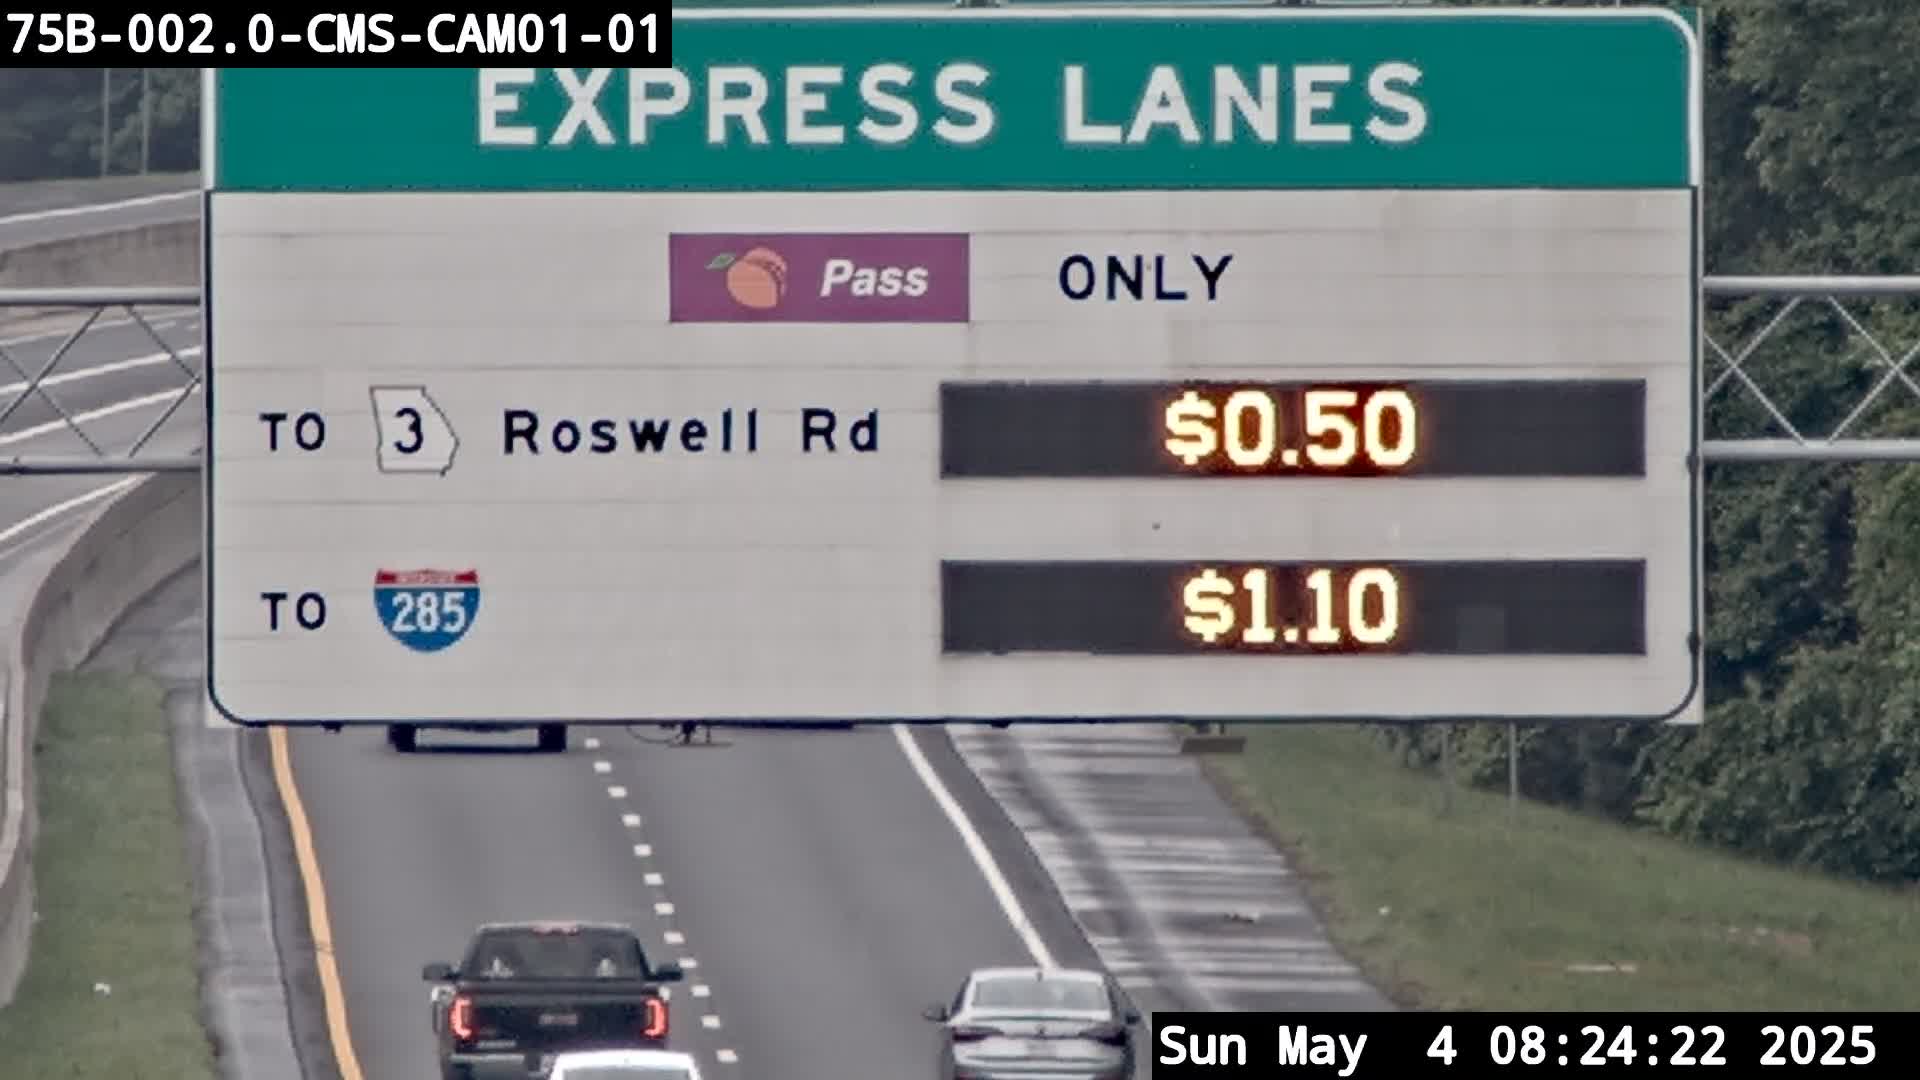 75B-002.0-CMS-CAM01-01
EXPRESS LANES
Pass ONLY
TO 3 Roswell Rd $0.50
TO 285 $1.10
Sun May 4 08:24:22 2025